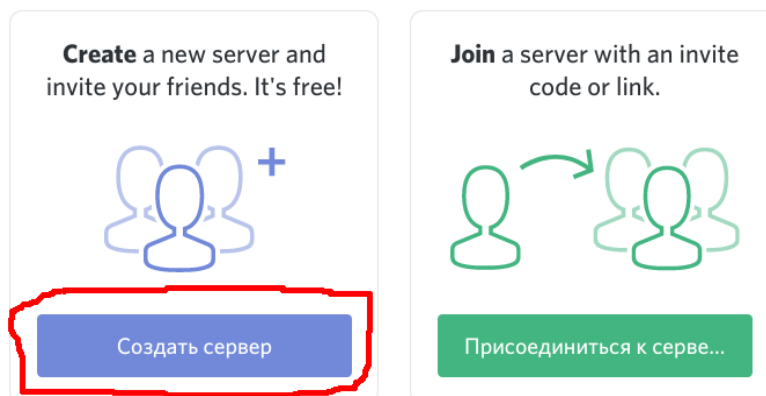 Create a new server and
invite your friends. It's free!
Создать сервер
Join a server with an invite
code or link.
Присоединиться к серве...